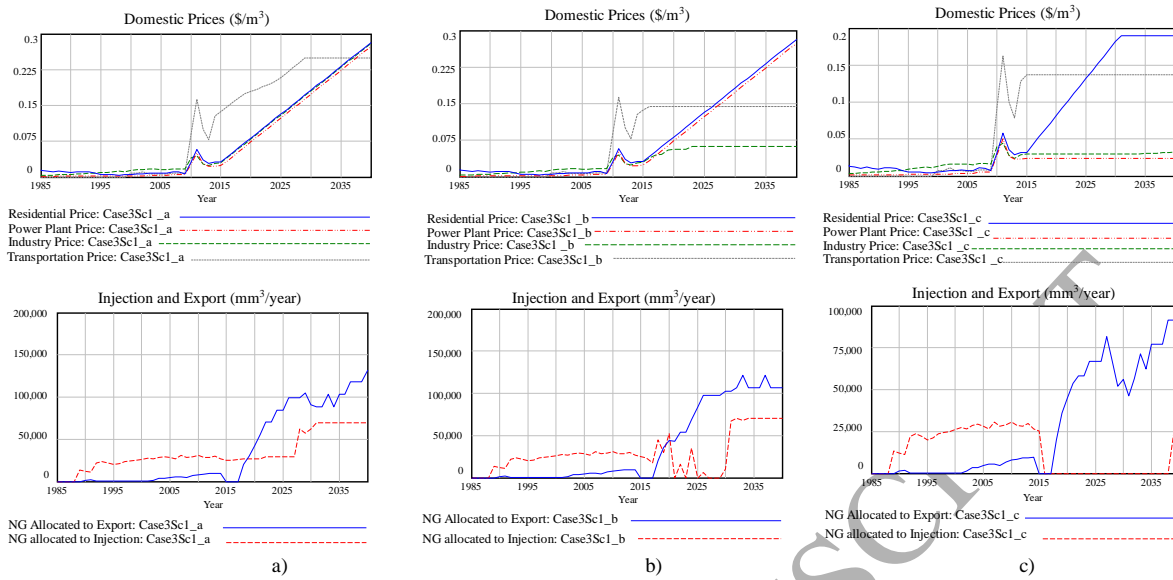 Domestic Prices ($/m³)
0.3
0.225
0.15
0.075
0
1985 1995 2005 2015 2025 2035
Year
Residential Price: Case3Sc1 _a
Power Plant Price: Case3Sc1 _a
Industry Price: Case3Sc1 _a
Transportation Price: Case3Sc1 _a
Injection and Export (mm³/year)
200,000
150,000
100,000
50,000
0
1985 1995 2005 2015 2025 2035
Year
NG Allocated to Export: Case3Sc1_a
NG allocated to Injection: Case3Sc1_a
a)
Domestic Prices ($/m³)
0.3
0.225
0.15
0.075
0
1985 1995 2005 2015 2025 2035
Year
Residential Price: Case3Sc1 _b
Power Plant Price: Case3Sc1_b
Industry Price: Case3Sc1 _b
Transportation Price: Case3Sc1_b
Injection and Export (mm³/year)
200,000
150,000
100,000
50,000
0
1985 1995 2005 2015 2025 2035
Year
NG Allocated to Export: Case3Sc1_b
NG allocated to Injection: Case3Sc1_b
b)
Domestic Prices ($/m³)
0.2
0.15
0.1
0.05
0
1985 1995 2005 2015 2025 2035
Year
Residential Price: Case3Sc1 _c
Power Plant Price: Case3Sc1 _c
Industry Price: Case3Sc1 _c
Transportation Price: Case3Sc1 _c
Injection and Export (mm³/year)
100,000
75,000
50,000
25,000
0
1985 1995 2005 2015 2025 2035
Year
NG Allocated to Export: Case3Sc1_c
NG allocated to Injection: Case3Sc1_c
c)